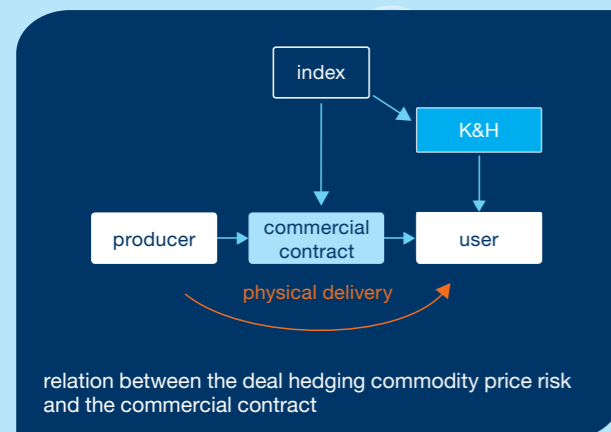 index
K&H
producer
commercial
contract
user
physical delivery
relation between the deal hedging commodity price risk
and the commercial contract